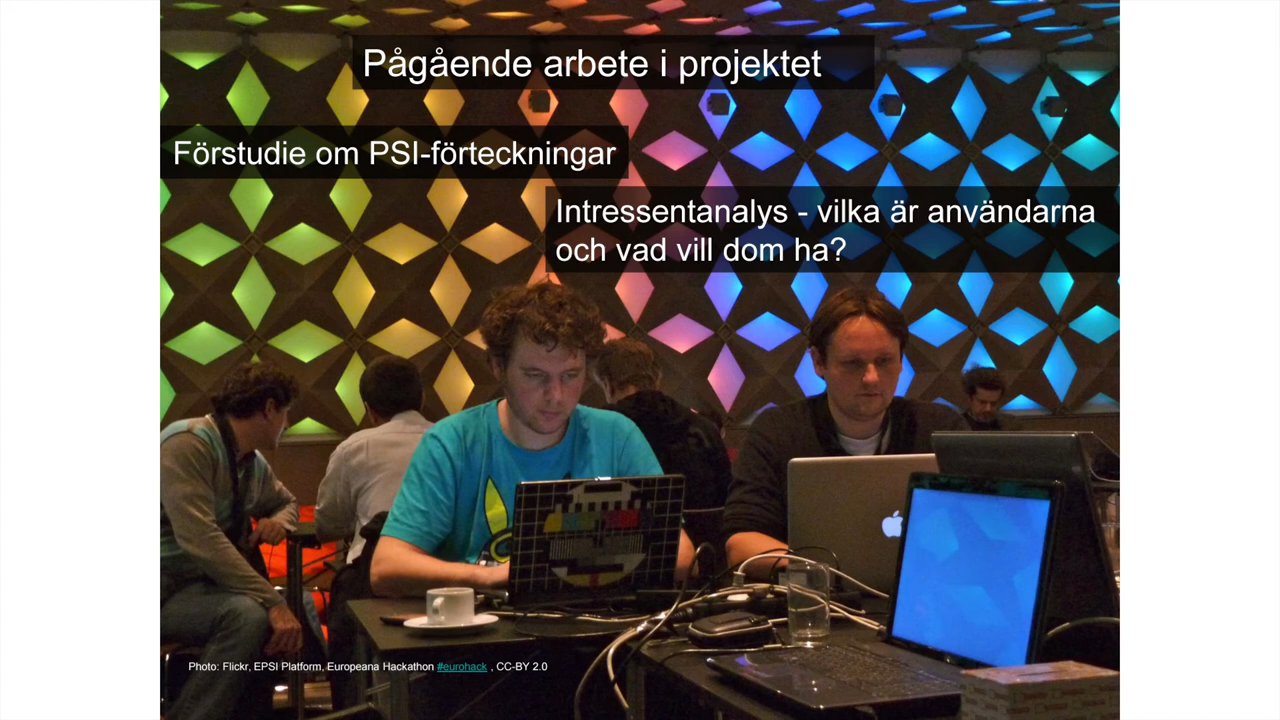 Pågående arbete i projektet
Förstudie om PSI-förteckningar
Intressentanalys - vilka är användarna
och vad vill dom ha?
Photo: Flickr, EPSI Platform, Europeana Hackathon #eurohack , CC-BY 2.0